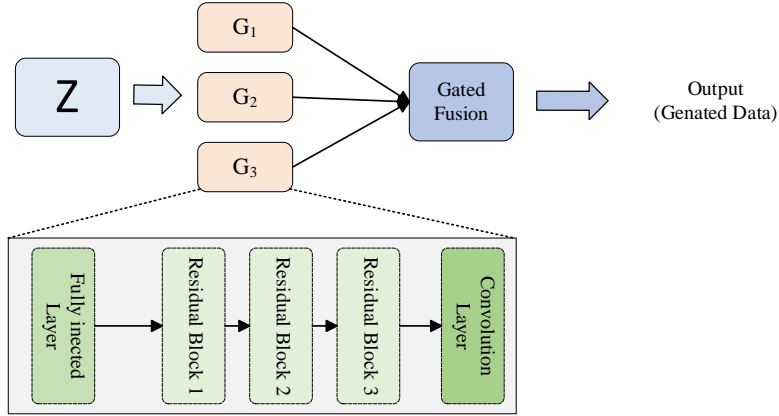 G1
Z
G2
Gated
Fusion
Output
(Genated Data)
G3
Fully inected
Layer
Residual Block 1
Residual Block 2
Residual Block 3
Convolution
Layer